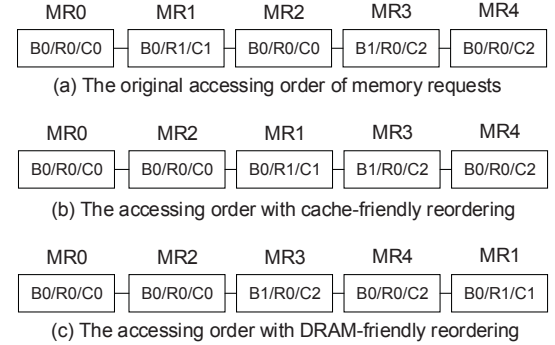 MR0 MR1 MR2 MR3 MR4
B0/R0/C0 B0/R1/C1 B0/R0/C0 B1/R0/C2 B0/R0/C2
(a) The original accessing order of memory requests
MR0 MR2 MR1 MR3 MR4
B0/R0/C0 B0/R0/C0 B0/R1/C1 B1/R0/C2 B0/R0/C2
(b) The accessing order with cache-friendly reordering
MR0 MR2 MR3 MR4 MR1
B0/R0/C0 B0/R0/C0 B1/R0/C2 B0/R0/C2 B0/R1/C1
(c) The accessing order with DRAM-friendly reordering